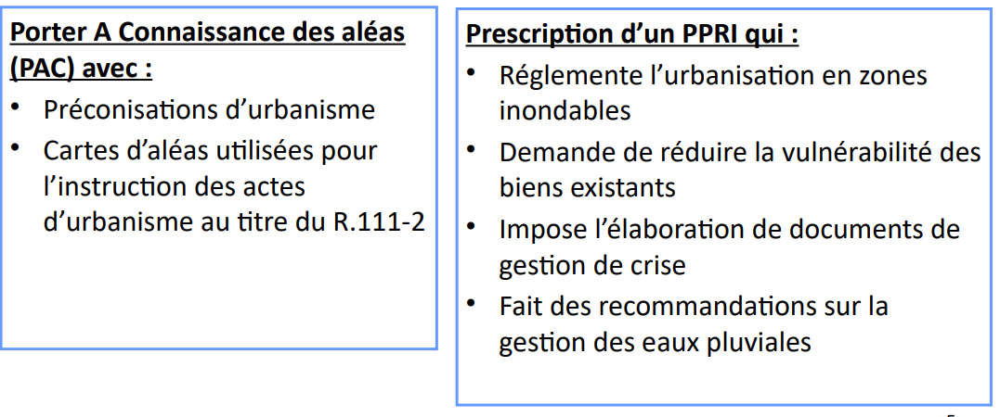 Porter A Connaissance des aléas
(PAC) avec :
• Préconisations d’urbanisme
• Cartes d’aléas utilisées pour
l’instruction des actes
d’urbanisme au titre du R.111-2
Prescription d’un PPRI qui :
• Réglemente l’urbanisation en zones
inondables
• Demande de réduire la vulnérabilité des
biens existants
• Impose l’élaboration de documents de
gestion de crise
• Fait des recommandations sur la
gestion des eaux pluviales